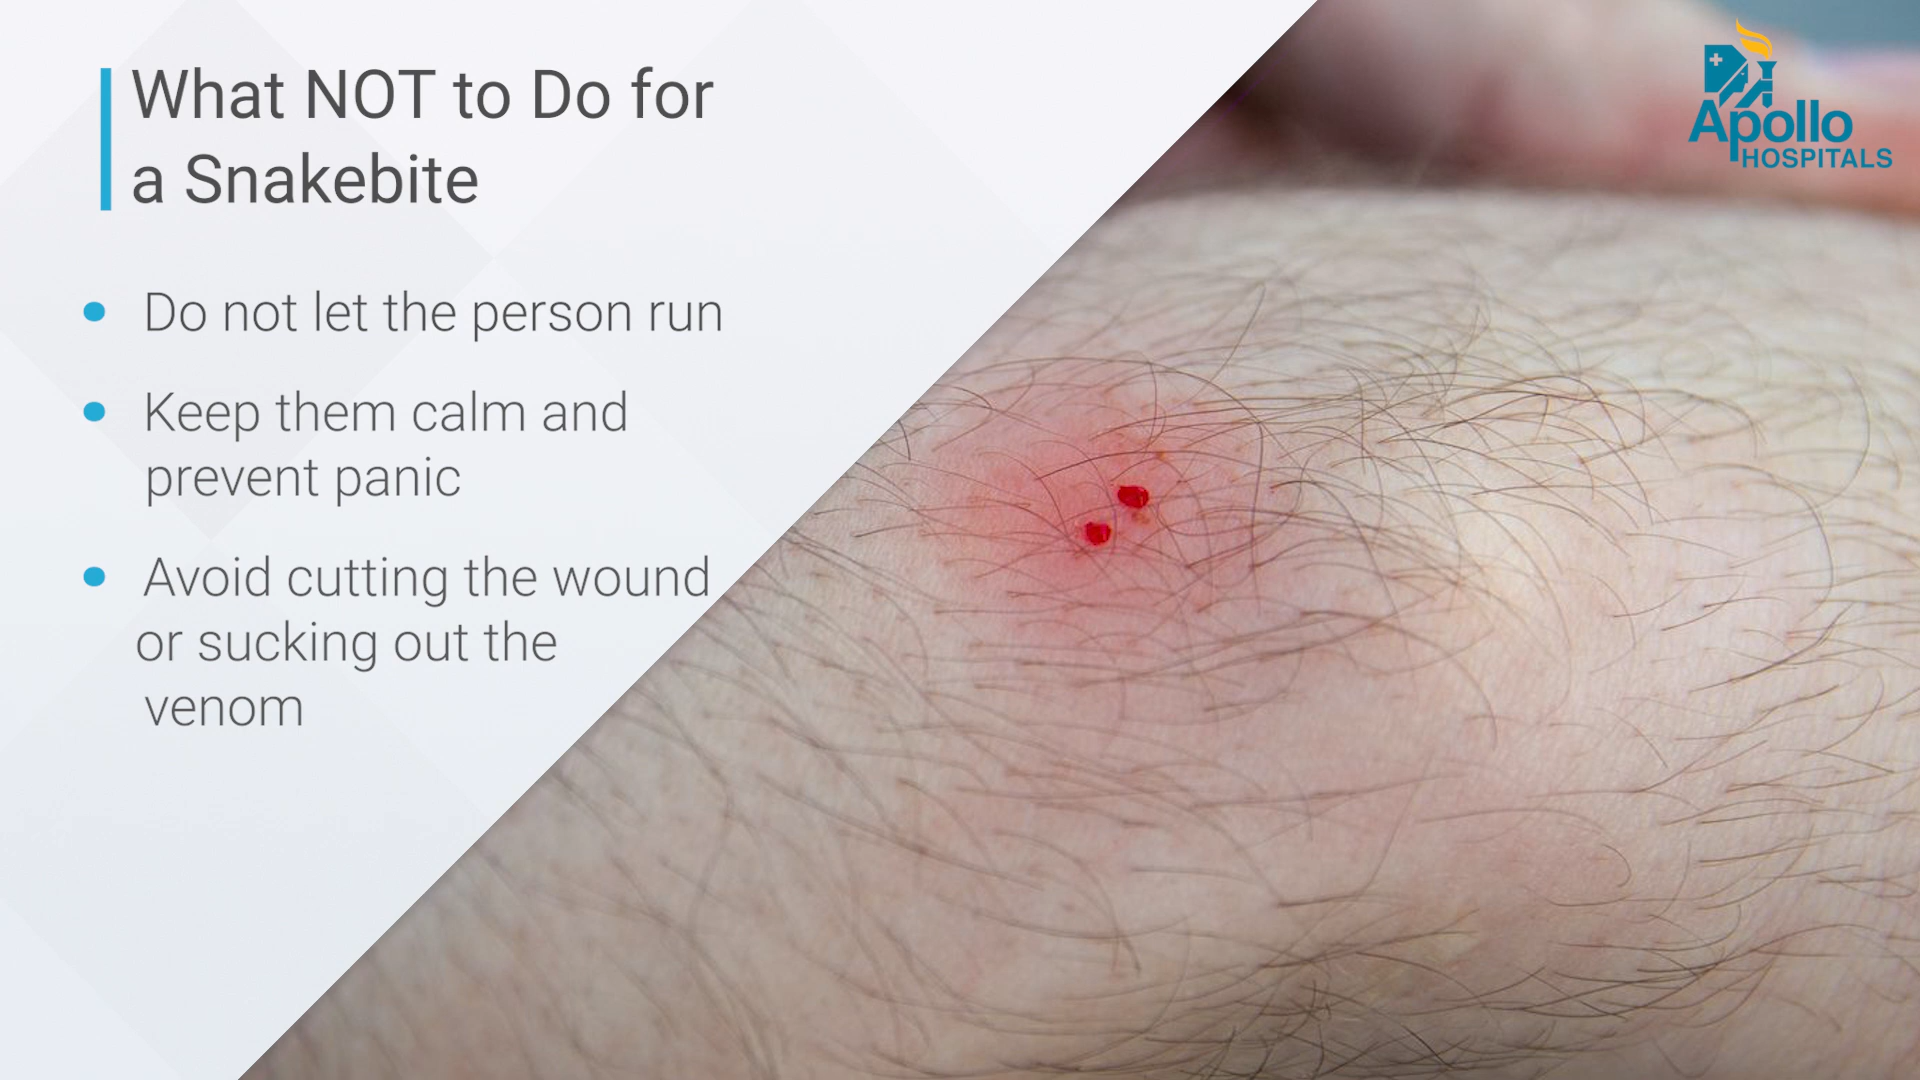 What NOT to Do for
a Snakebite
Do not let the person run
Keep them calm and
prevent panic
Avoid cutting the wound
or sucking out the
venom
Apollo
HOSPITALS